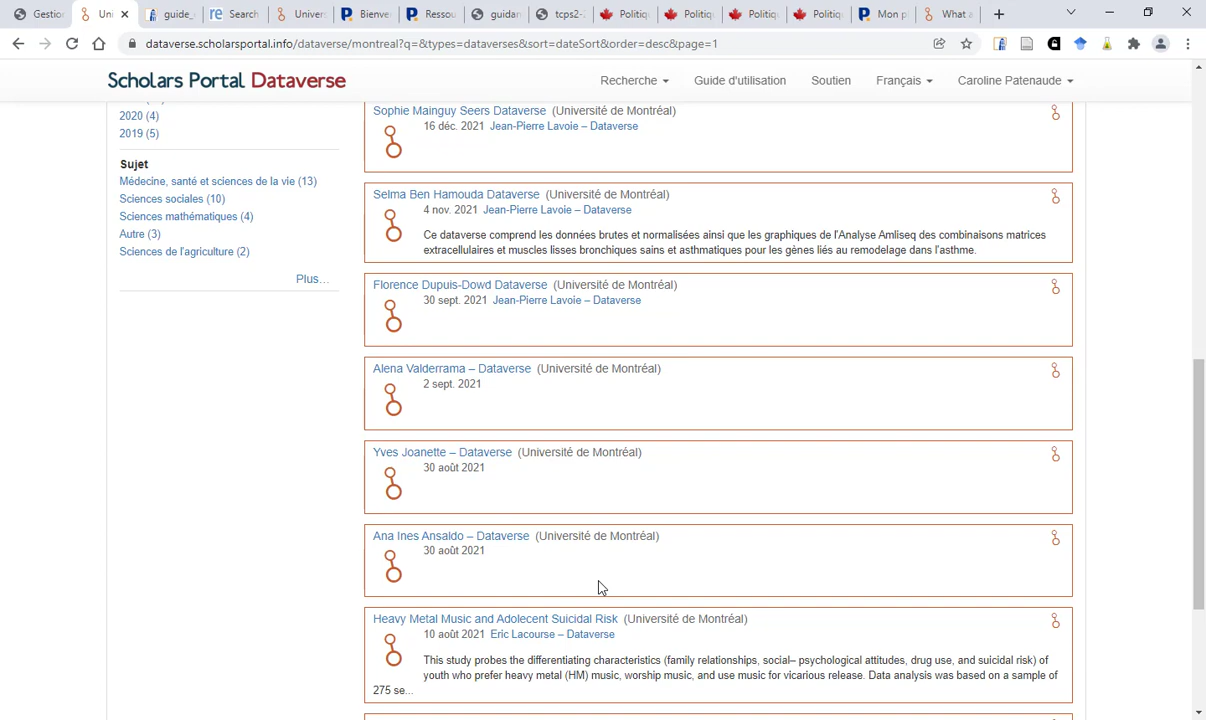 Gestio
Uni
guide_
Search
Univer
Bienve
Ressou
guidan
tcps2-
Politiqu
Politiqu
Politiqu
Politiqu
Mon p
What a
dataverse.scholarsportal.info/dataverse/montreal?q=&types=dataverses&sort=dateSort&order=desc&page=1
Scholars Portal Dataverse
Recherche
Guide d'utilisation
Soutien
Français
Caroline Patenaude
2020 (4)
2019 (5)
Sujet
Médecine, santé et sciences de la vie (13)
Sciences sociales (10)
Sciences mathématiques (4)
Autre (3)
Sciences de l'agriculture (2)
Plus...
Sophie Mainguy Seers Dataverse (Université de Montréal)
16 déc. 2021 Jean-Pierre Lavoie – Dataverse
Selma Ben Hamouda Dataverse (Université de Montréal)
4 nov. 2021 Jean-Pierre Lavoie – Dataverse
Ce dataverse comprend les données brutes et normalisées ainsi que les graphiques de l'Analyse Amliseq des combinaisons matrices
extracellulaires et muscles lisses bronchiques sains et asthmatiques pour les gènes liés au remodelage dans l'asthme.
Florence Dupuis-Dowd Dataverse (Université de Montréal)
30 sept. 2021 Jean-Pierre Lavoie – Dataverse
Alena Valderrama – Dataverse (Université de Montréal)
2 sept. 2021
Yves Joanette – Dataverse (Université de Montréal)
30 août 2021
Ana Ines Ansaldo – Dataverse (Université de Montréal)
30 août 2021
Heavy Metal Music and Adolecent Suicidal Risk (Université de Montréal)
10 août 2021 Eric Lacourse – Dataverse
This study probes the differentiating characteristics (family relationships, social– psychological attitudes, drug use, and suicidal risk) of
youth who prefer heavy metal (HM) music, worship music, and use music for vicarious release. Data analysis was based on a sample of
275 se...